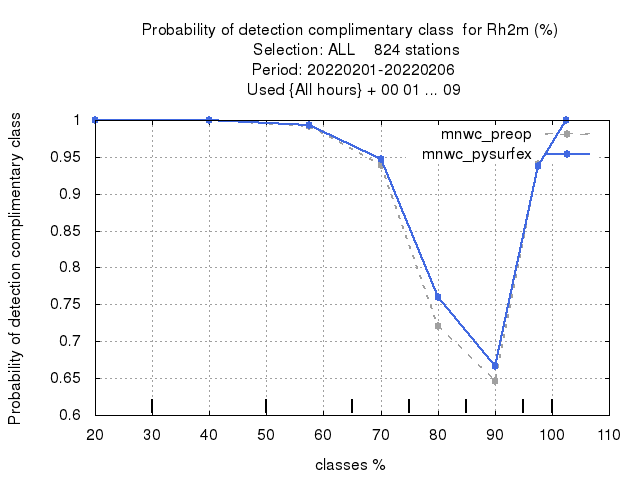 Probability of detection complimentary class  for Rh2m (%)
Selection: ALL    824 stations
Period: 20220201-20220206
Used {All hours} + 00 01 ... 09
Probability of detection complimentary class
1
0.95
0.9
0.85
0.8
0.75
0.7
0.65
0.6
mnwc_preop
mnwc_pysurfex
20 30 40 50 60 70 80 90 100 110
classes %